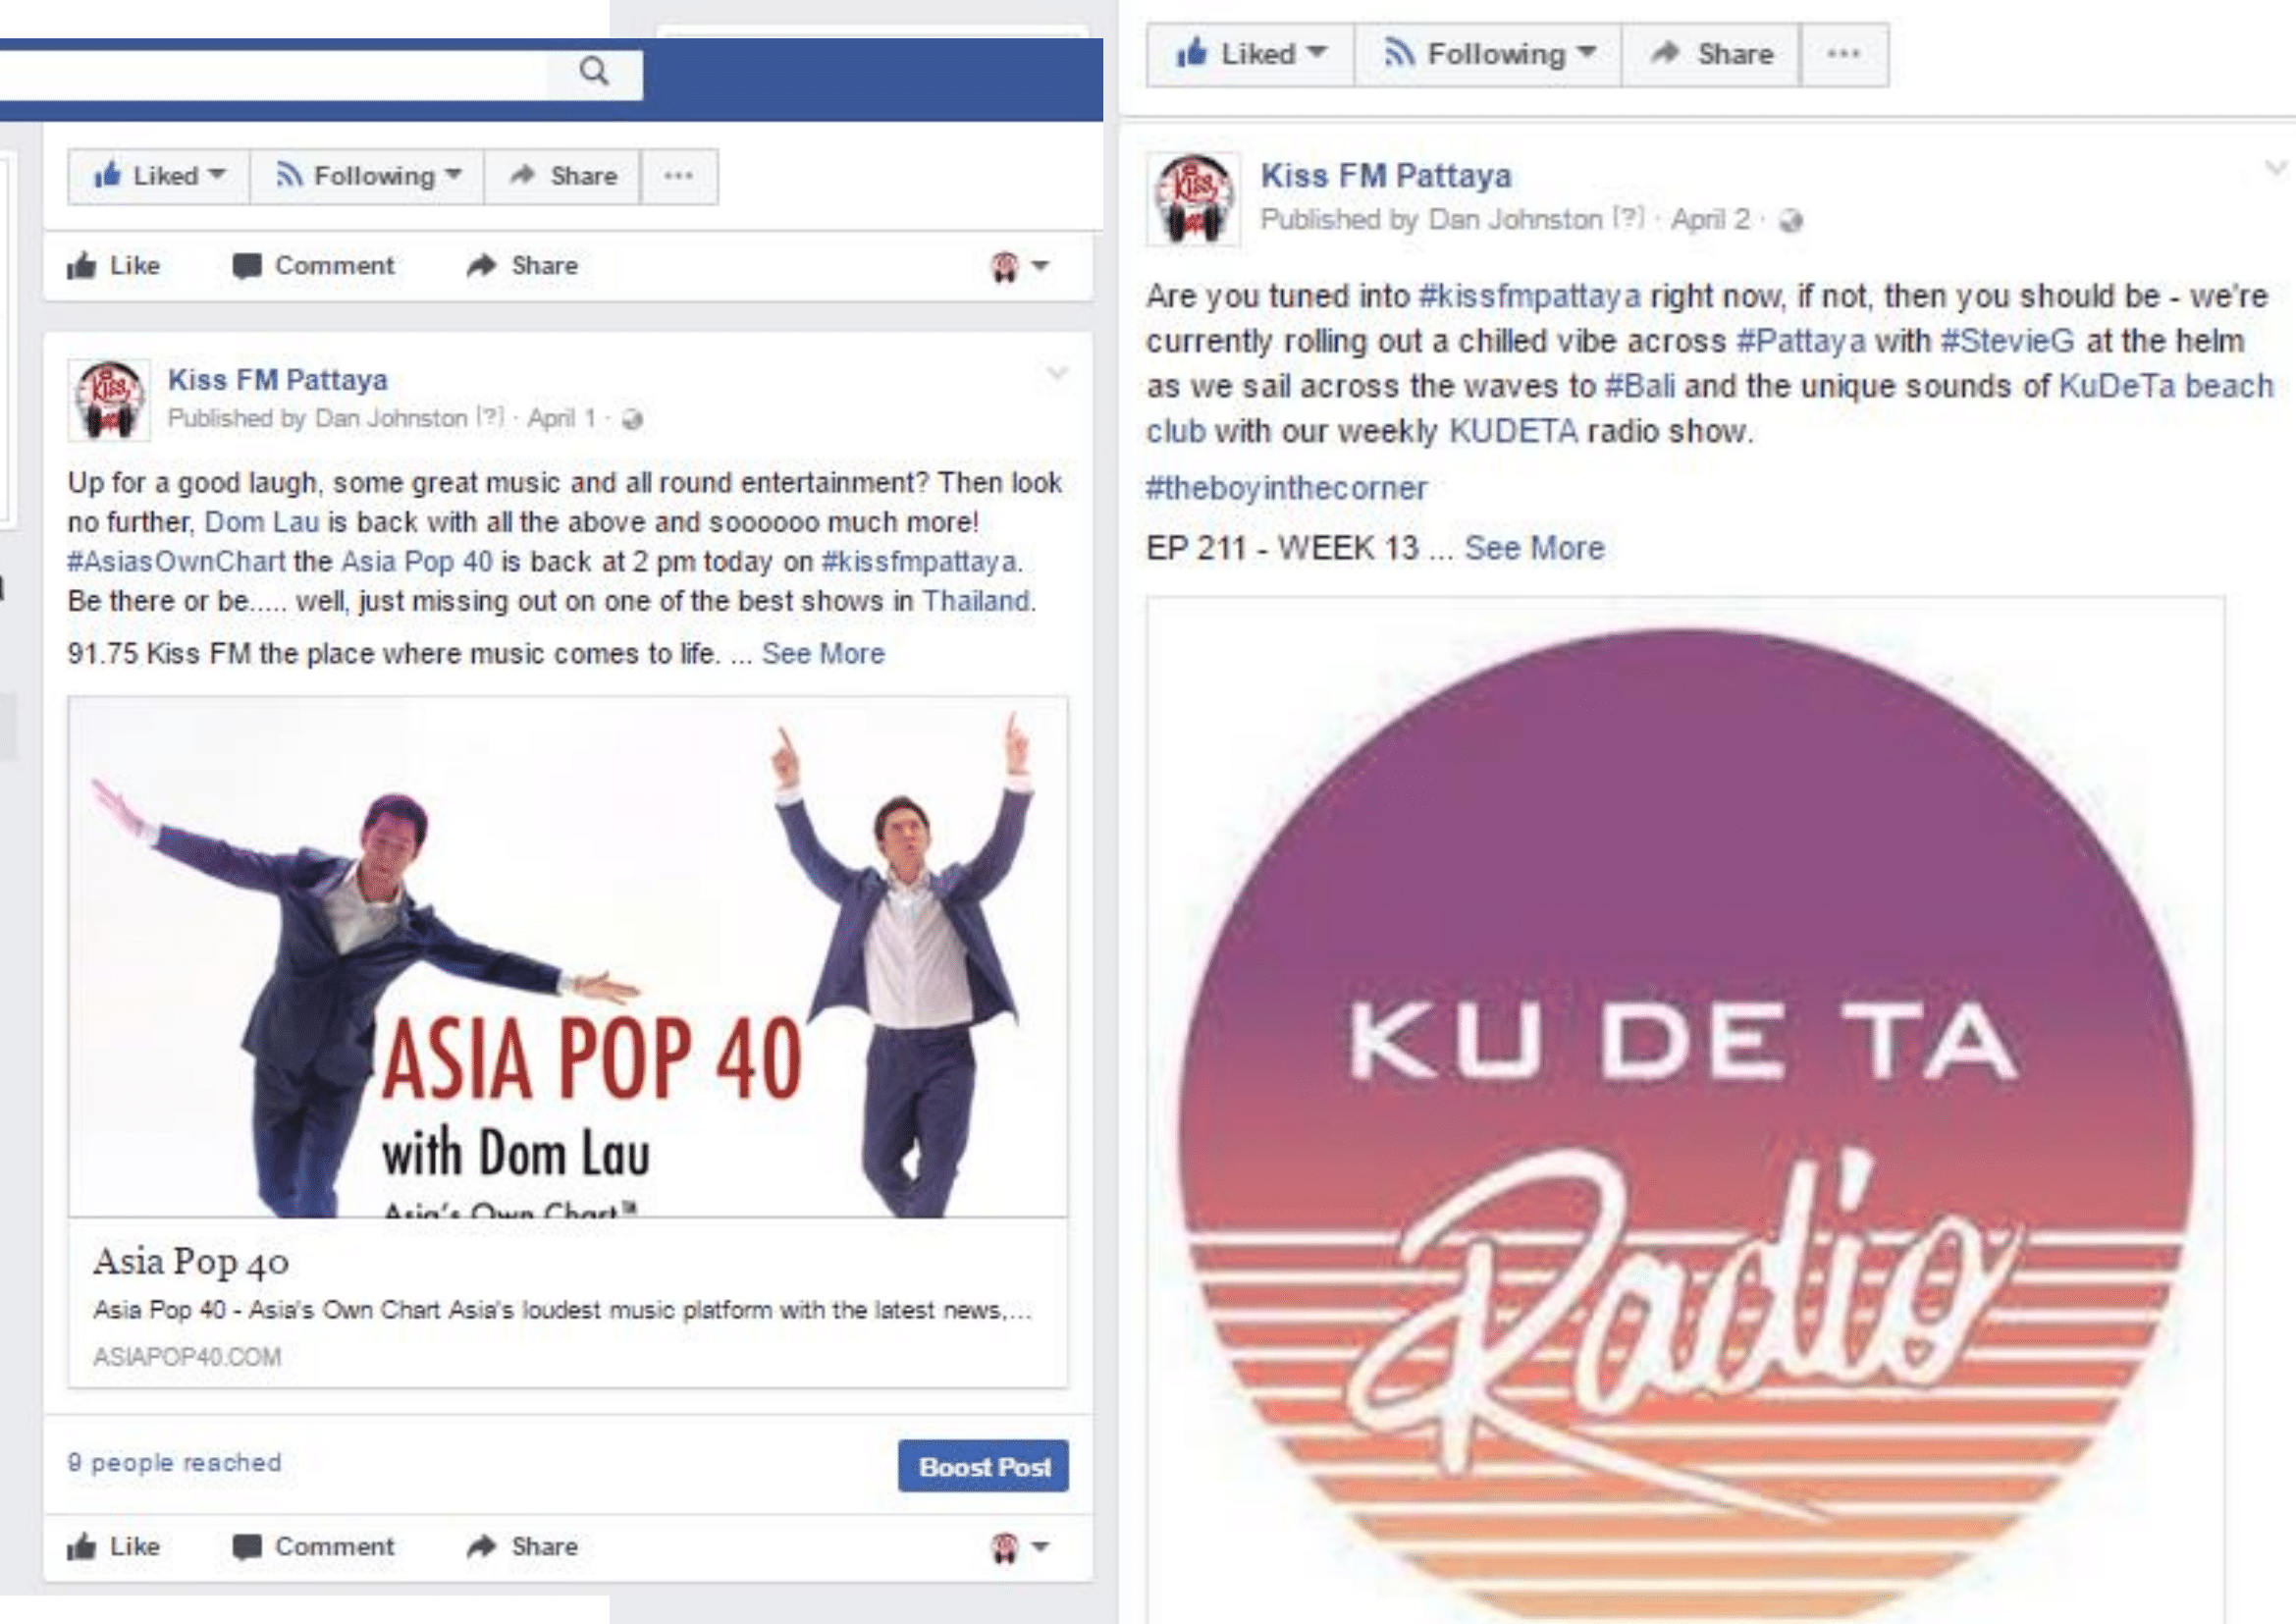 Liked
Following
Share
Like
Comment
Share
Kiss FM Pattaya
Published by Dan Johnston [?] · April 1 ·
Up for a good laugh, some great music and all round entertainment? Then look
no further, Dom Lau is back with all the above and soooooo much more!
#AsiasOwnChart the Asia Pop 40 is back at 2 pm today on #kissfmpattaya.
Be there or be..... well, just missing out on one of the best shows in Thailand.
91.75 Kiss FM the place where music comes to life. ... See More
ASIA POP 40
with Dom Lau
Asia's Own Chart™
Asia Pop 40
Asia Pop 40 - Asia's Own Chart Asia's loudest music platform with the latest news,...
ASIAPOP40.COM
9 people reached
Boost Post
Like
Comment
Share
Liked
Following
Share
Kiss
Kiss FM Pattaya
Published by Dan Johnston [?] · April 2 ·
Are you tuned into #kissfmpattaya right now, if not, then you should be - we're
currently rolling out a chilled vibe across #Pattaya with #StevieG at the helm
as we sail across the waves to #Bali and the unique sounds of KuDeTa beach
club with our weekly KUDETA radio show.
#theboyinthecorner
EP 211 - WEEK 13 ... See More
KU DE TA
Radio